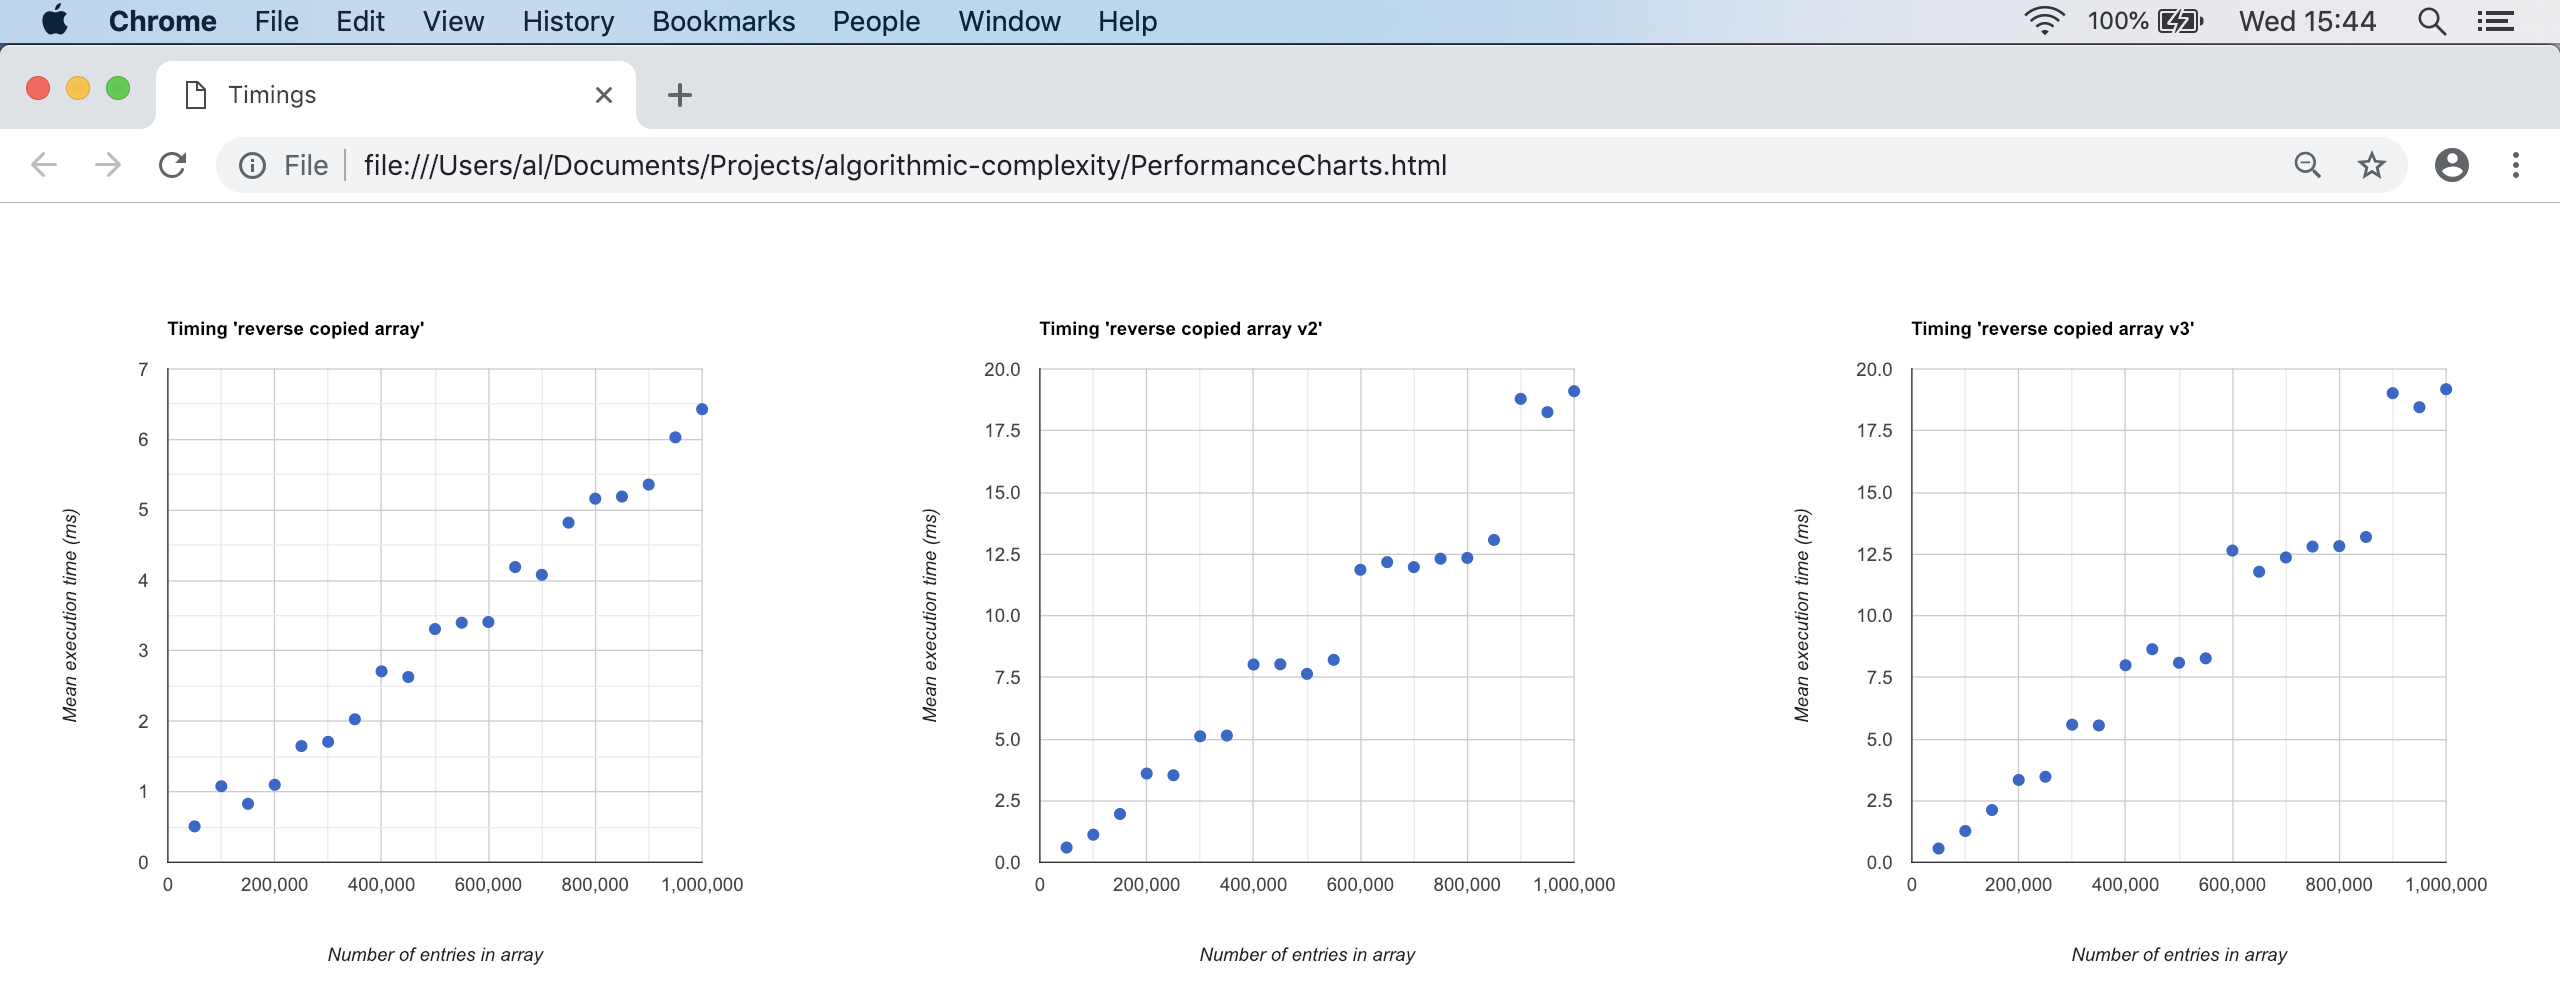 Chrome File Edit View History Bookmarks People Window Help 100% Wed 15:44
Timings
File file:///Users/al/Documents/Projects/algorithmic-complexity/PerformanceCharts.html
Timing 'reverse copied array'
7
6
5
4
3
2
1
0
Mean execution time (ms)
0 200,000 400,000 600,000 800,000 1,000,000
Number of entries in array
Timing 'reverse copied array v2'
20.0
17.5
15.0
12.5
10.0
7.5
5.0
2.5
0.0
Mean execution time (ms)
0 200,000 400,000 600,000 800,000 1,000,000
Number of entries in array
Timing 'reverse copied array v3'
20.0
17.5
15.0
12.5
10.0
7.5
5.0
2.5
0.0
Mean execution time (ms)
0 200,000 400,000 600,000 800,000 1,000,000
Number of entries in array